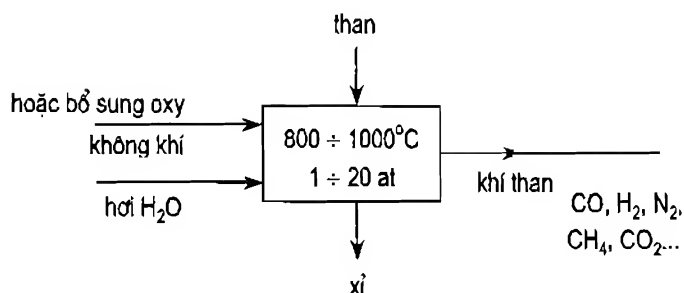 than
hoặc bổ sung oxy
không khí
hơi H₂O
800 ÷ 1000⁰C
1 ÷ 20 at
khí than
CO, H₂, N₂,
CH₄, CO₂...
xỉ